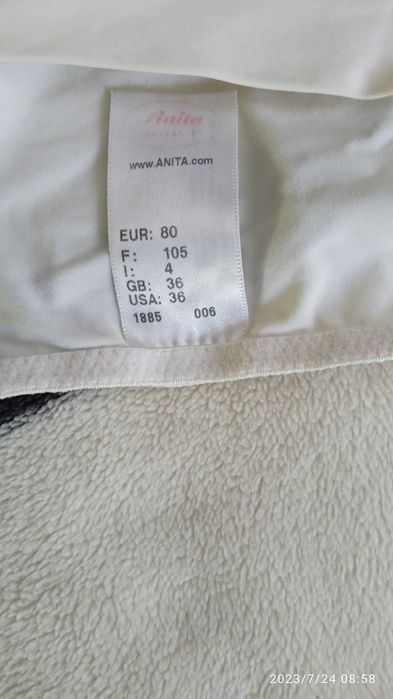 Anita
www.ANITA.com
EUR: 80
F: 105
I: 4
GB: 36
USA: 36
1885 006
2023/7/24 08:58